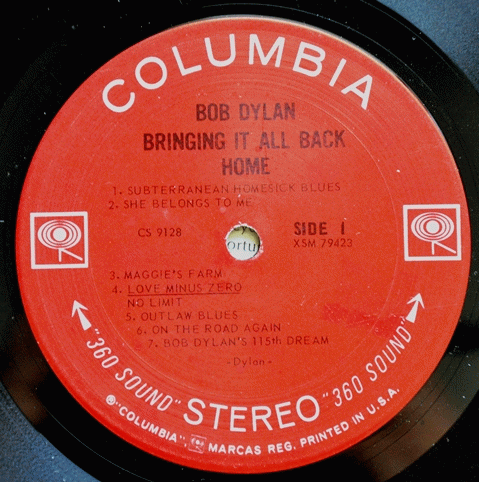 COLUMBIA
BOB DYLAN
BRINGING IT ALL BACK
HOME
1. SUBTERRANEAN HOMESICK BLUES
2. SHE BELONGS TO ME
CS 9128
SIDE 1
XSM 79423
3. MAGGIE'S FARM
4. LOVE MINUS ZERO
NO LIMIT
5. OUTLAW BLUES
6. ON THE ROAD AGAIN
7. BOB DYLAN'S 115th DREAM
-Dylan-
"360 SOUND" STEREO "360 SOUND"
®"COLUMBIA", MARCAS REG. PRINTED IN U.S.A.